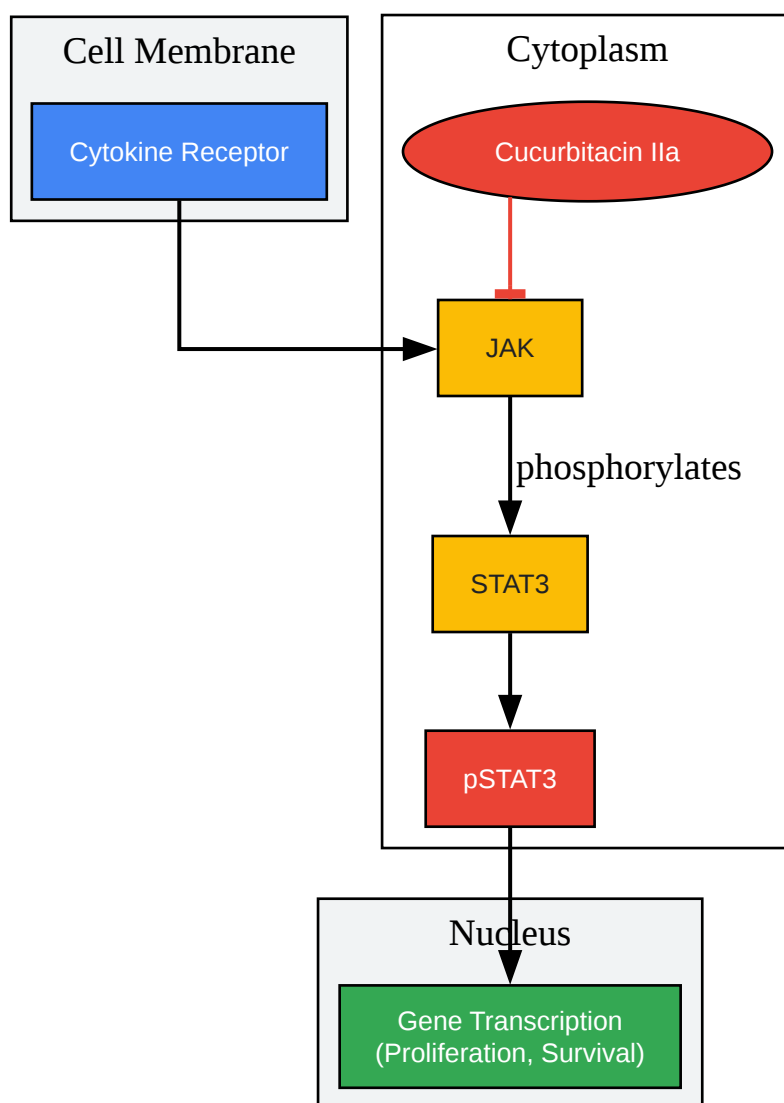 Cell Membrane
Cytokine Receptor
Cytoplasm
Cucurbitacin IIa
JAK
phosphorylates
STAT3
pSTAT3
Nucleus
Gene Transcription
(Proliferation, Survival)